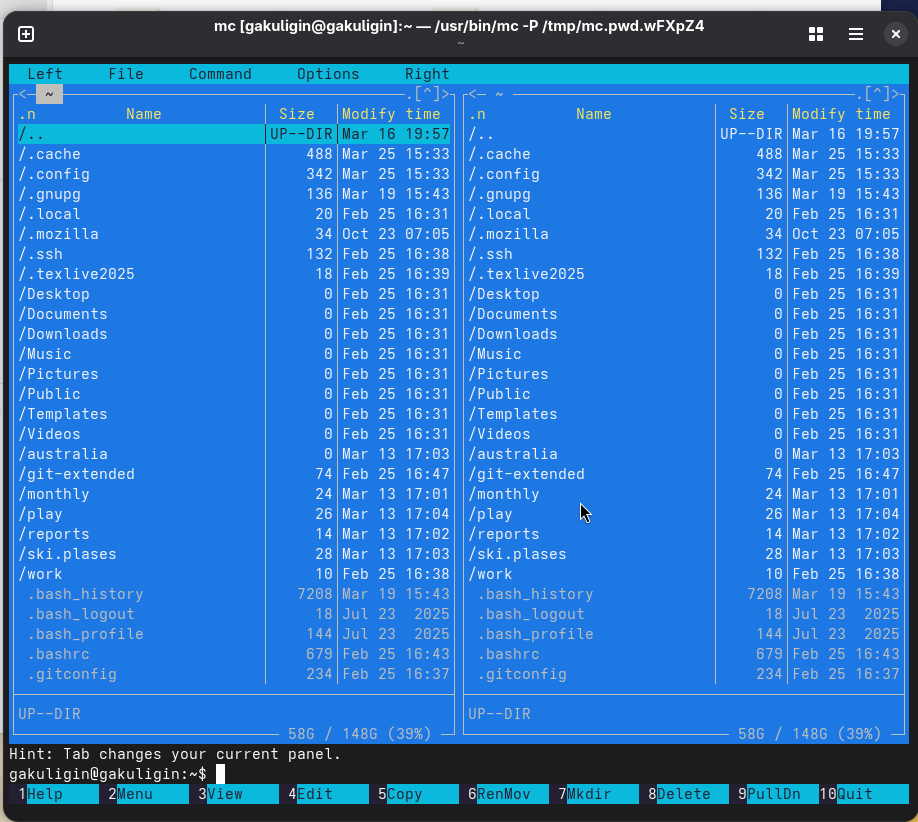 mc [gakuligin@gakuligin]:~ — /usr/bin/mc -P /tmp/mc.pwd.wFXpZ4
~
Left File Command Options Right
<— ~ .[^]> <— ~ .[^]>
.n Name Size Modify time .n Name Size Modify time
/.. UP--DIR Mar 16 19:57 /.. UP--DIR Mar 16 19:57
/.cache 488 Mar 25 15:33 /.cache 488 Mar 25 15:33
/.config 342 Mar 25 15:33 /.config 342 Mar 25 15:33
/.gnupg 136 Mar 19 15:43 /.gnupg 136 Mar 19 15:43
/.local 20 Feb 25 16:31 /.local 20 Feb 25 16:31
/.mozilla 34 Oct 23 07:05 /.mozilla 34 Oct 23 07:05
/.ssh 132 Feb 25 16:38 /.ssh 132 Feb 25 16:38
/.texlive2025 18 Feb 25 16:39 /.texlive2025 18 Feb 25 16:39
/Desktop 0 Feb 25 16:31 /Desktop 0 Feb 25 16:31
/Documents 0 Feb 25 16:31 /Documents 0 Feb 25 16:31
/Downloads 0 Feb 25 16:31 /Downloads 0 Feb 25 16:31
/Music 0 Feb 25 16:31 /Music 0 Feb 25 16:31
/Pictures 0 Feb 25 16:31 /Pictures 0 Feb 25 16:31
/Public 0 Feb 25 16:31 /Public 0 Feb 25 16:31
/Templates 0 Feb 25 16:31 /Templates 0 Feb 25 16:31
/Videos 0 Feb 25 16:31 /Videos 0 Feb 25 16:31
/australia 0 Mar 13 17:03 /australia 0 Mar 13 17:03
/git-extended 74 Feb 25 16:47 /git-extended 74 Feb 25 16:47
/monthly 24 Mar 13 17:01 /monthly 24 Mar 13 17:01
/play 26 Mar 13 17:04 /play 26 Mar 13 17:04
/reports 14 Mar 13 17:02 /reports 14 Mar 13 17:02
/ski.plases 28 Mar 13 17:03 /ski.plases 28 Mar 13 17:03
/work 10 Feb 25 16:38 /work 10 Feb 25 16:38
.bash_history 7208 Mar 19 15:43 .bash_history 7208 Mar 19 15:43
.bash_logout 18 Jul 23 2025 .bash_logout 18 Jul 23 2025
.bash_profile 144 Jul 23 2025 .bash_profile 144 Jul 23 2025
.bashrc 679 Feb 25 16:43 .bashrc 679 Feb 25 16:43
.gitconfig 234 Feb 25 16:37 .gitconfig 234 Feb 25 16:37
UP--DIR UP--DIR
58G / 148G (39%) 58G / 148G (39%)
Hint: Tab changes your current panel.
gakuligin@gakuligin:~$
1Help 2Menu 3View 4Edit 5Copy 6RenMov 7Mkdir 8Delete 9PullDn 10Quit